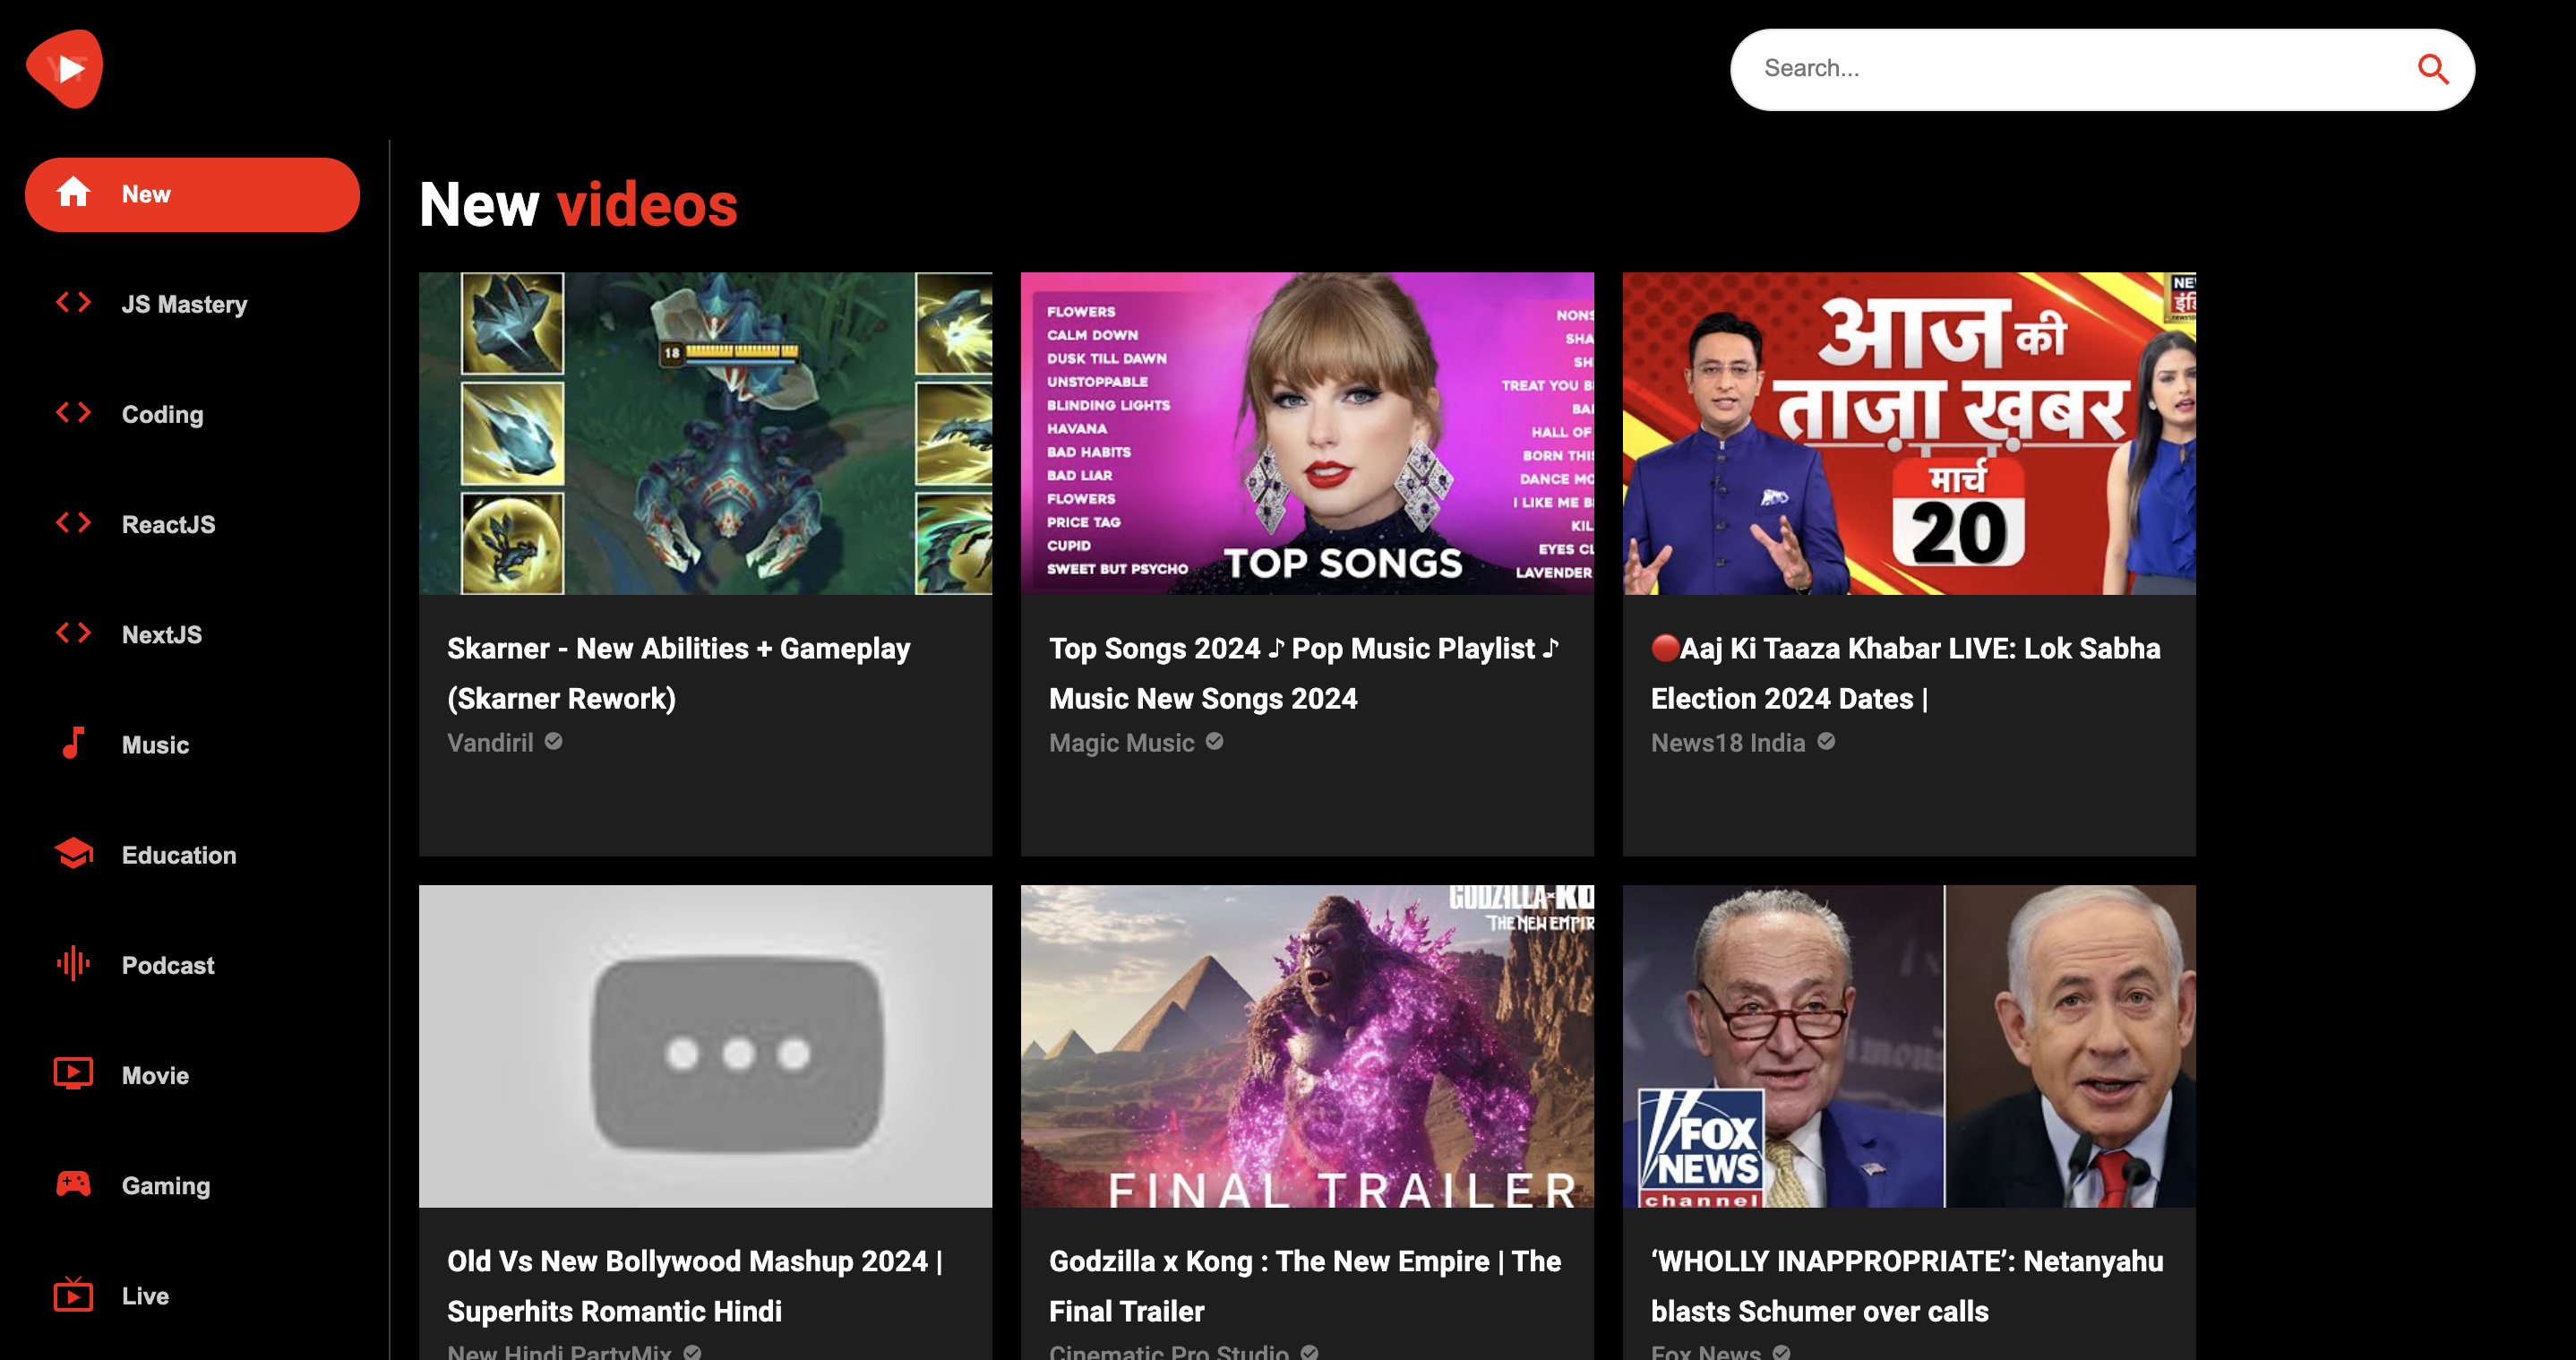 YT
Search...
New
JS Mastery
Coding
ReactJS
NextJS
Music
Education
Podcast
Movie
Gaming
Live
New videos
18
Skarner - New Abilities + Gameplay
(Skarner Rework)
Vandiril
FLOWERS
CALM DOWN
DUSK TILL DAWN
UNSTOPPABLE
BLINDING LIGHTS
HAVANA
BAD HABITS
BAD LIAR
FLOWERS
PRICE TAG
CUPID
SWEET BUT PSYCHO
NONS
SHA
SH
TREAT YOU B
BA
HALL OF
BORN THI
DANCE MO
I LIKE ME B
KIL
EYES CL
LAVENDER
TOP SONGS
Top Songs 2024 ♪ Pop Music Playlist ♪
Music New Songs 2024
Magic Music
आज की
ताज़ा ख़बर
मार्च
20
NE
🔴Aaj Ki Taaza Khabar LIVE: Lok Sabha
Election 2024 Dates |
News18 India
Old Vs New Bollywood Mashup 2024 |
Superhits Romantic Hindi
New Hindi PartyMix
GODZILLA x KO
THE NEW EMPIR
FINAL TRAILER
Godzilla x Kong : The New Empire | The
Final Trailer
Cinematic Pro Studio
FOX
NEWS
channel
‘WHOLLY INAPPROPRIATE’: Netanyahu
blasts Schumer over calls
Fox News